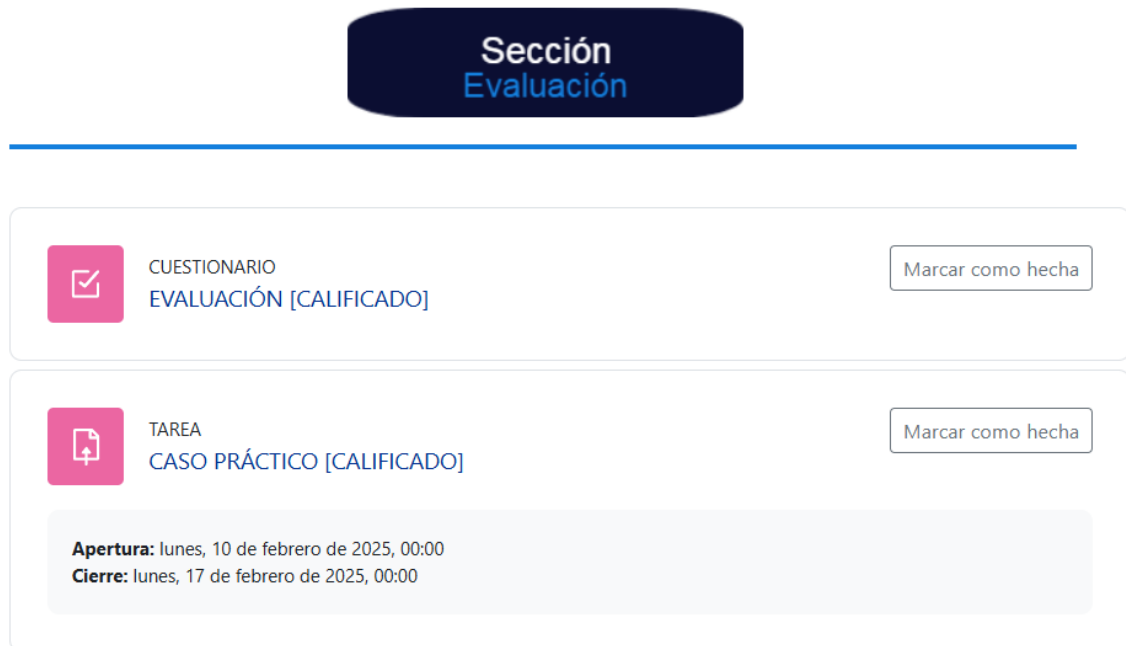 Sección
Evaluación
CUESTIONARIO
EVALUACIÓN [CALIFICADO]
Marcar como hecha
TAREA
CASO PRÁCTICO [CALIFICADO]
Marcar como hecha
Apertura: lunes, 10 de febrero de 2025, 00:00
Cierre: lunes, 17 de febrero de 2025, 00:00